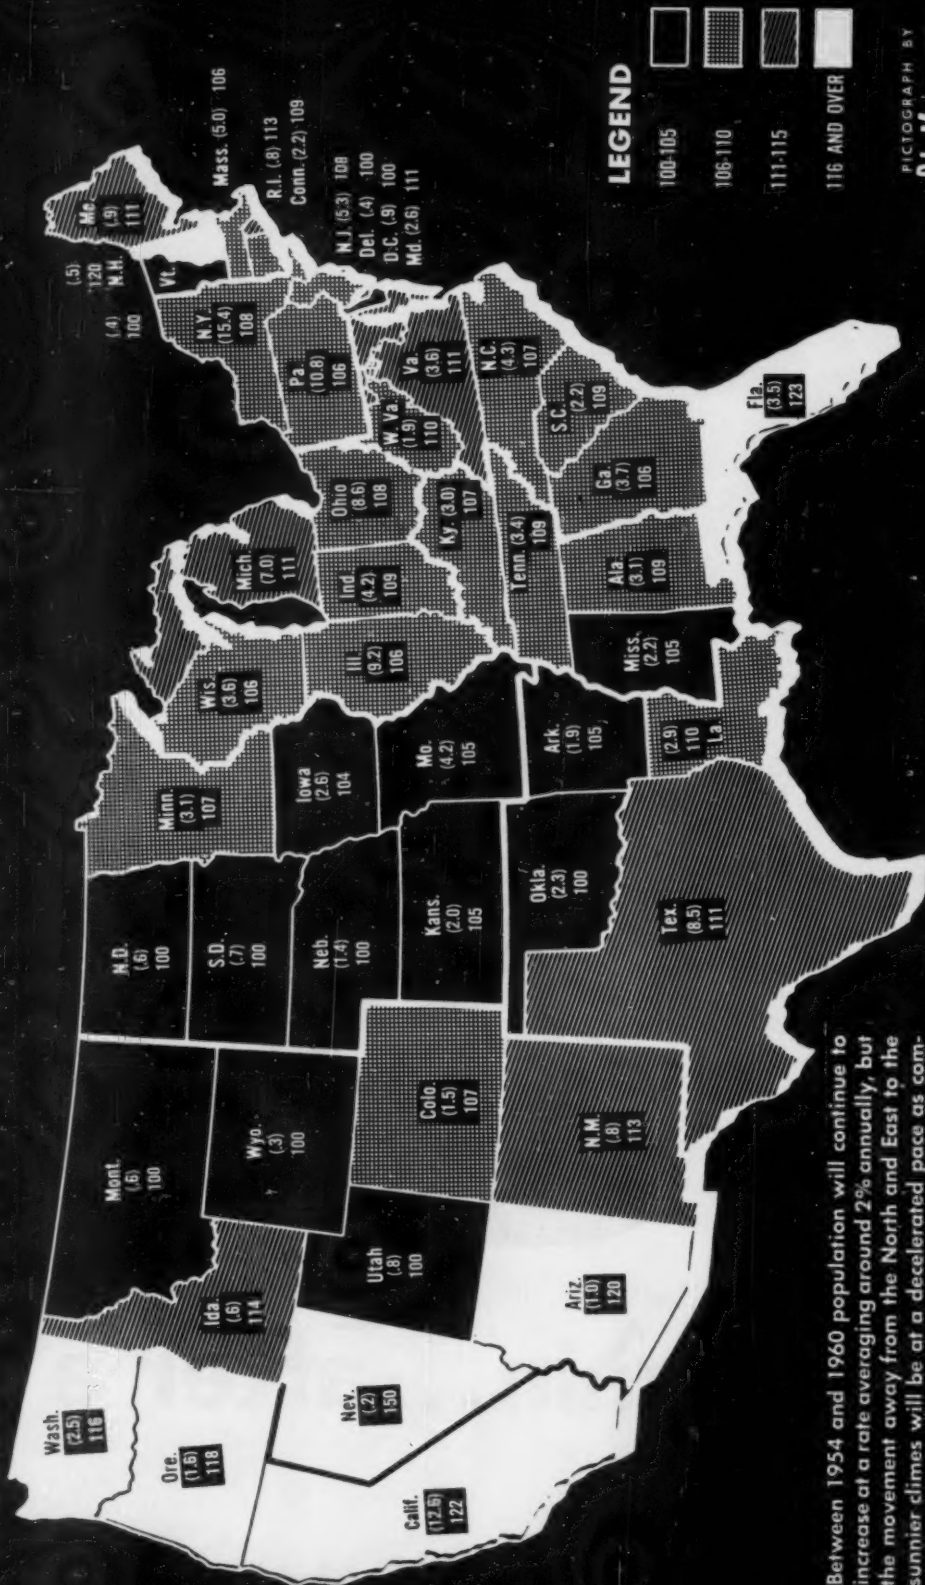 Wash.
(2.5)
116
Ore.
(1.6)
118
Calif.
(12.6)
122
Nev.
(.2)
150
Ida.
(.6)
114
Mont.
(.6)
100
Wyo.
(.3)
100
Utah
(.8)
100
Ariz.
(1.0)
120
Colo.
(1.5)
107
N.M.
(.8)
113
N.D.
(.6)
100
S.D.
(.7)
100
Neb.
(1.4)
100
Kans.
(2.0)
105
Okla.
(2.3)
100
Tex.
(8.5)
111
Minn.
(3.1)
107
Iowa
(2.6)
104
Mo.
(4.2)
105
Ark.
(1.9)
105
(2.9)
110
La.
Wis.
(3.6)
106
Ill.
(9.2)
106
Miss.
(2.2)
105
Mich.
(7.0)
111
Ind.
(4.2)
109
Ohio
(8.6)
108
Ky. (3.0)
107
Tenn. (3.4)
109
Ala.
(3.1)
109
Ga.
(3.7)
106
Fla.
(3.5)
123
S.C.
(2.2)
109
N.C.
(4.3)
107
Va.
(3.6)
111
W. Va.
(1.9)
110
Pa.
(10.8)
106
N.Y.
(15.4)
108
(.4)
100
Vt.
(.5)
120
N.H.
Me.
(.9)
111
Mass. (5.0) 106
R.I. (.8) 113
Conn. (2.2) 109
N.J. (5.3) 108
Del. (.4) 100
D.C. (.9) 100
Md. (2.6) 111
LEGEND
100-105
106-110
111-115
116 AND OVER
PICTOGRAPH BY
Between 1954 and 1960 population will continue to
increase at a rate averaging around 2% annually, but
the movement away from the North and East to the
sunnier climes will be at a decelerated pace as com-